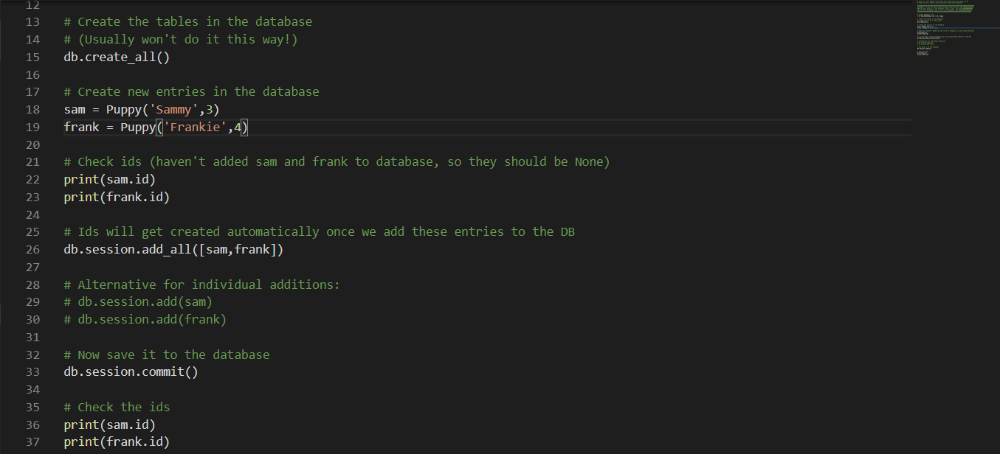 12
13 # Create the tables in the database
14 # (Usually won't do it this way!)
15 db.create_all()
16
17 # Create new entries in the database
18 sam = Puppy('Sammy',3)
19 frank = Puppy('Frankie',4)
20
21 # Check ids (haven't added sam and frank to database, so they should be None)
22 print(sam.id)
23 print(frank.id)
24
25 # Ids will get created automatically once we add these entries to the DB
26 db.session.add_all([sam,frank])
27
28 # Alternative for individual additions:
29 # db.session.add(sam)
30 # db.session.add(frank)
31
32 # Now save it to the database
33 db.session.commit()
34
35 # Check the ids
36 print(sam.id)
37 print(frank.id)